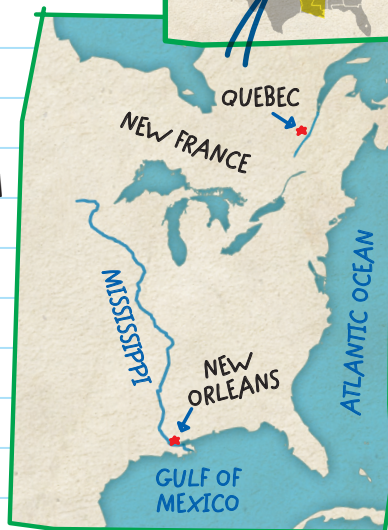 QUEBEC
NEW FRANCE
MISSISSIPPI
ATLANTIC OCEAN
NEW
ORLEANS
GULF OF
MEXICO